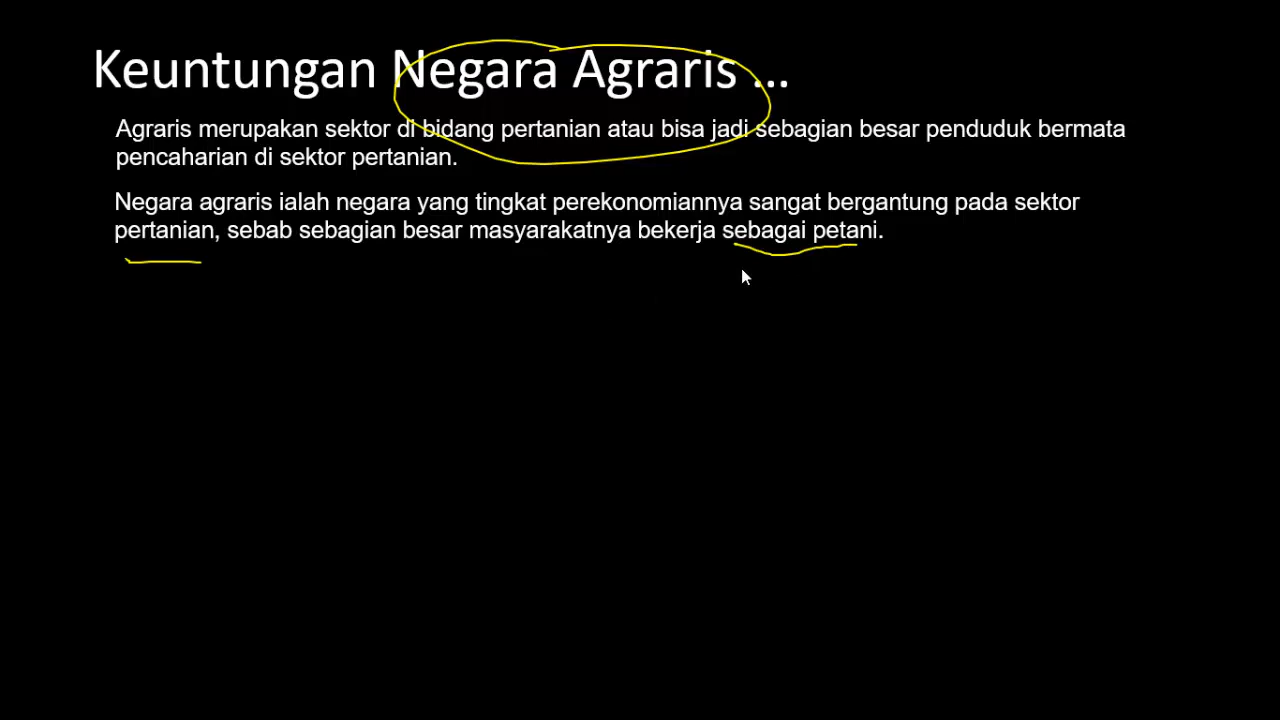 Keuntungan Negara Agraris ...
Agraris merupakan sektor di bidang pertanian atau bisa jadi sebagian besar penduduk bermata
pencaharian di sektor pertanian.
Negara agraris ialah negara yang tingkat perekonomiannya sangat bergantung pada sektor
pertanian, sebab sebagian besar masyarakatnya bekerja sebagai petani.